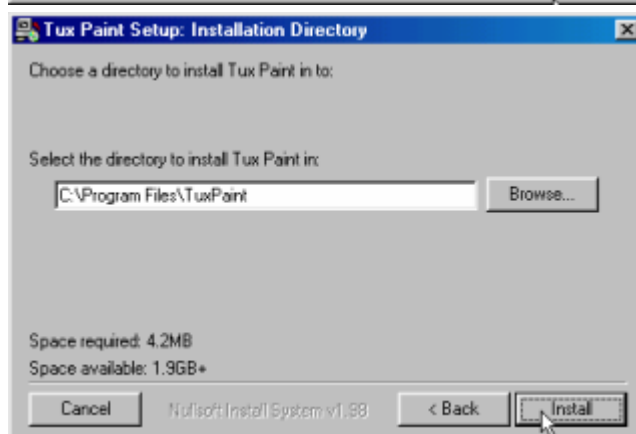 Tux Paint Setup: Installation Directory
Choose a directory to install Tux Paint in to:
Select the directory to install Tux Paint in:
C:\Program Files\TuxPaint
Browse...
Space required: 4.2MB
Space available: 1.9GB+
Cancel
Nullsoft Install System v1.98
< Back
Install